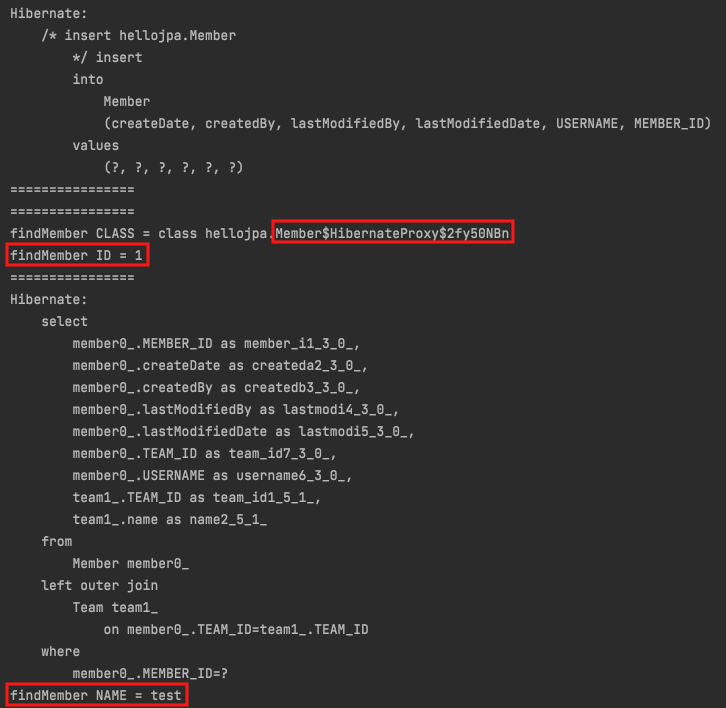 Hibernate:
    /* insert hellojpa.Member
        */ insert
        into
            Member
            (createDate, createdBy, lastModifiedBy, lastModifiedDate, USERNAME, MEMBER_ID)
        values
            (?, ?, ?, ?, ?, ?)
================
================
findMember CLASS = class hellojpa.Member$HibernateProxy$2fy50NBn
findMember ID = 1
================
Hibernate:
    select
        member0_.MEMBER_ID as member_i1_3_0_,
        member0_.createDate as createda2_3_0_,
        member0_.createdBy as createdb3_3_0_,
        member0_.lastModifiedBy as lastmodi4_3_0_,
        member0_.lastModifiedDate as lastmodi5_3_0_,
        member0_.TEAM_ID as team_id7_3_0_,
        member0_.USERNAME as username6_3_0_,
        team1_.TEAM_ID as team_id1_5_1_,
        team1_.name as name2_5_1_
    from
        Member member0_
    left outer join
        Team team1_
            on member0_.TEAM_ID=team1_.TEAM_ID
    where
        member0_.MEMBER_ID=?
findMember NAME = test